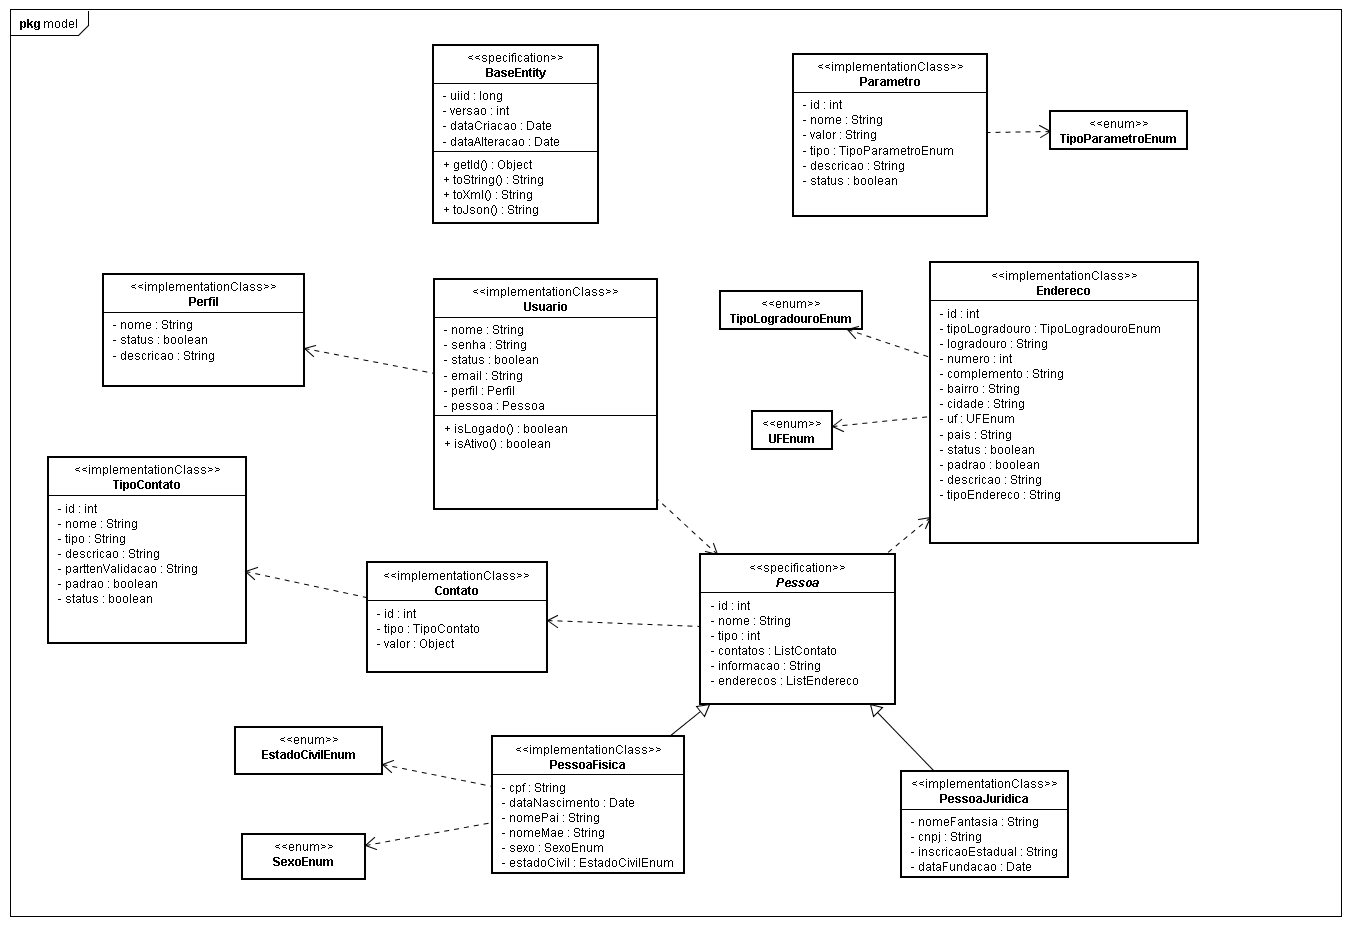 pkg model
<<specification>>
BaseEntity
- uiid : long
- versao : int
- dataCriacao : Date
- dataAlteracao : Date
+ getId() : Object
+ toString() : String
+ toXml() : String
+ toJson() : String
<<implementationClass>>
Parametro
- id : int
- nome : String
- valor : String
- tipo : TipoParametroEnum
- descricao : String
- status : boolean
<<enum>>
TipoParametroEnum
<<implementationClass>>
Perfil
- nome : String
- status : boolean
- descricao : String
<<implementationClass>>
Usuario
- nome : String
- senha : String
- status : boolean
- email : String
- perfil : Perfil
- pessoa : Pessoa
+ isLogado() : boolean
+ isAtivo() : boolean
<<enum>>
TipoLogradouroEnum
<<enum>>
UFEnum
<<implementationClass>>
Endereco
- id : int
- tipoLogradouro : TipoLogradouroEnum
- logradouro : String
- numero : int
- complemento : String
- bairro : String
- cidade : String
- uf : UFEnum
- pais : String
- status : boolean
- padrao : boolean
- descricao : String
- tipoEndereco : String
<<implementationClass>>
TipoContato
- id : int
- nome : String
- tipo : String
- descricao : String
- parttenValidacao : String
- padrao : boolean
- status : boolean
<<implementationClass>>
Contato
- id : int
- tipo : TipoContato
- valor : Object
<<specification>>
Pessoa
- id : int
- nome : String
- tipo : int
- contatos : ListContato
- informacao : String
- enderecos : ListEndereco
<<enum>>
EstadoCivilEnum
<<enum>>
SexoEnum
<<implementationClass>>
PessoaFisica
- cpf : String
- dataNascimento : Date
- nomePai : String
- nomeMae : String
- sexo : SexoEnum
- estadoCivil : EstadoCivilEnum
<<implementationClass>>
PessoaJuridica
- nomeFantasia : String
- cnpj : String
- inscricaoEstadual : String
- dataFundacao : Date